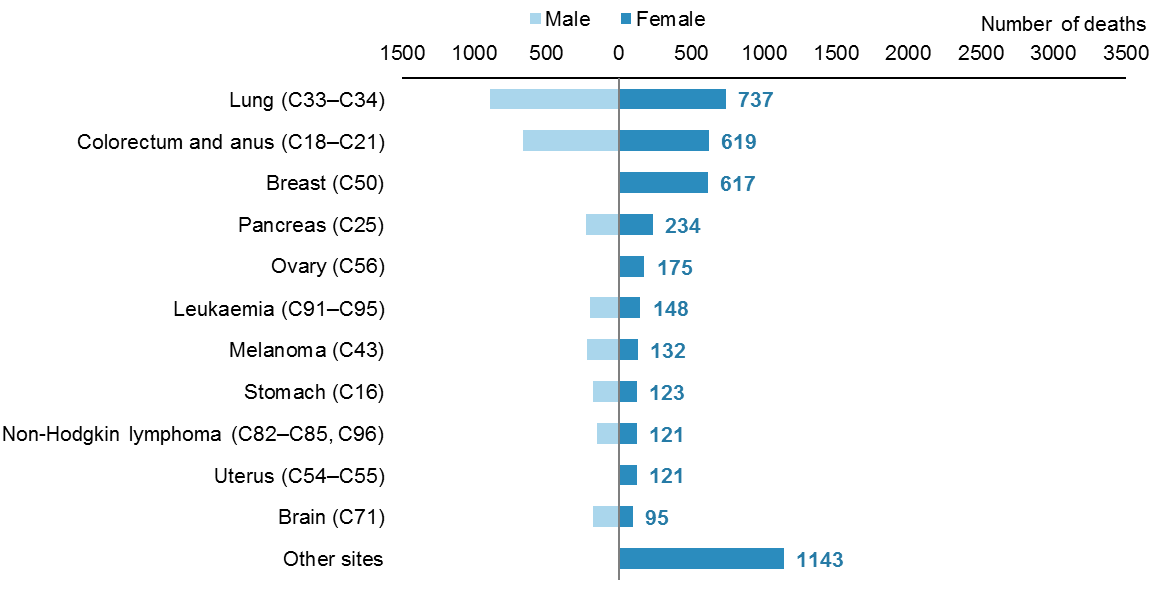 Male Female
Number of deaths
1500 1000 500 0 500 1000 1500 2000 2500 3000 3500
Lung (C33–C34) 737
Colorectum and anus (C18–C21) 619
Breast (C50) 617
Pancreas (C25) 234
Ovary (C56) 175
Leukaemia (C91–C95) 148
Melanoma (C43) 132
Stomach (C16) 123
Non-Hodgkin lymphoma (C82–C85, C96) 121
Uterus (C54–C55) 121
Brain (C71) 95
Other sites 1143